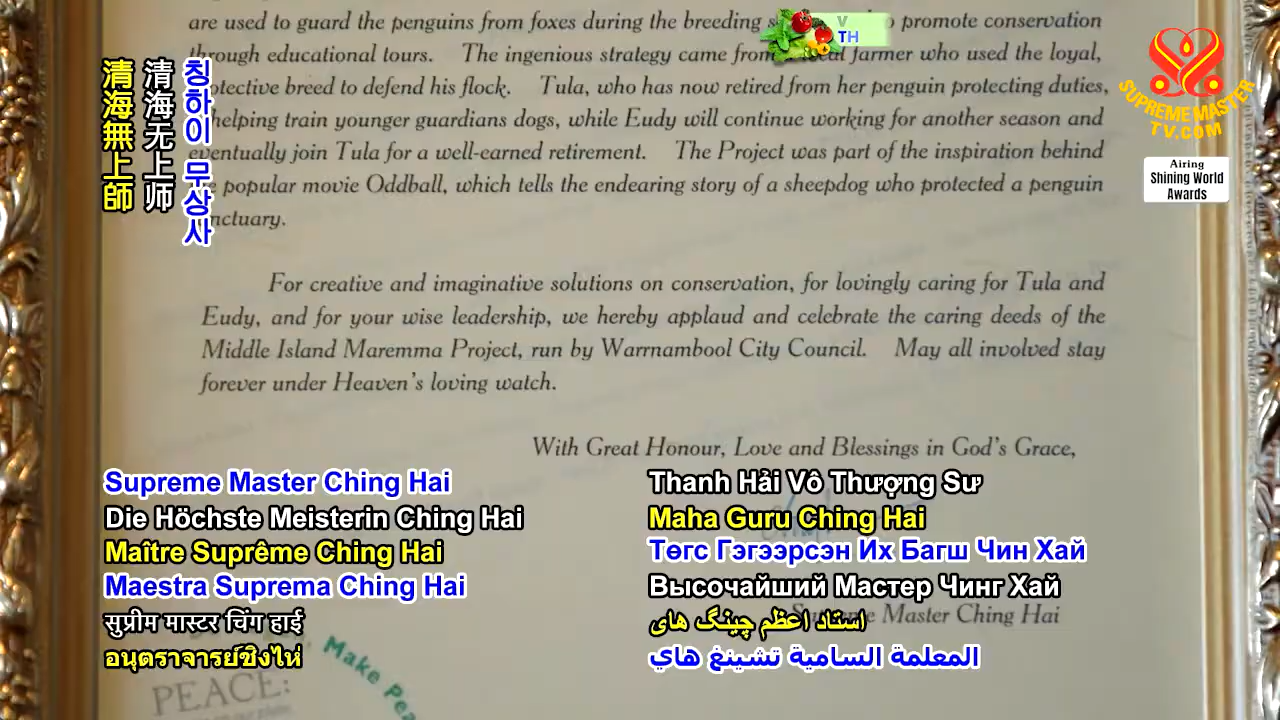 are used to guard the penguins from foxes during the breeding o promote conservation
through educational tours. The ingenious strategy came from farmer who used the loyal,
otective breed to defend his flock. Tula, who has now retired from her penguin protecting duties,
helping train younger guardians dogs, while Eudy will continue working for another season and
eventually join Tula for a well-earned retirement. The Project was part of the inspiration behind
popular movie Oddball, which tells the endearing story of a sheepdog who protected a penguin
nctuary.
For creative and imaginative solutions on conservation, for lovingly caring for Tula and
Eudy, and for your wise leadership, we hereby applaud and celebrate the caring deeds of the
Middle Island Maremma Project, run by Warrnambool City Council. May all involved stay
forever under Heaven's loving watch.
With Great Honour, Love and Blessings in God's Grace,
Master Ching Hai
V
TH
SUPREME MASTER
TV.COM
Airing
Shining World
Awards
清海無上師
清海无上师
칭하이 무상사
Supreme Master Ching Hai
Die Höchste Meisterin Ching Hai
Maître Suprême Ching Hai
Maestra Suprema Ching Hai
सुप्रीम मास्टर चिंग हाई
อนุตราจารย์ชิงไห่
Thanh Hải Vô Thượng Sư
Maha Guru Ching Hai
Төгс Гэгээрсэн Их Багш Чин Хай
Высочайший Мастер Чинг Хай
استاد اعظم چینگ های
المعلمة السامية تشينغ هاي
Make Pea
PEACE: